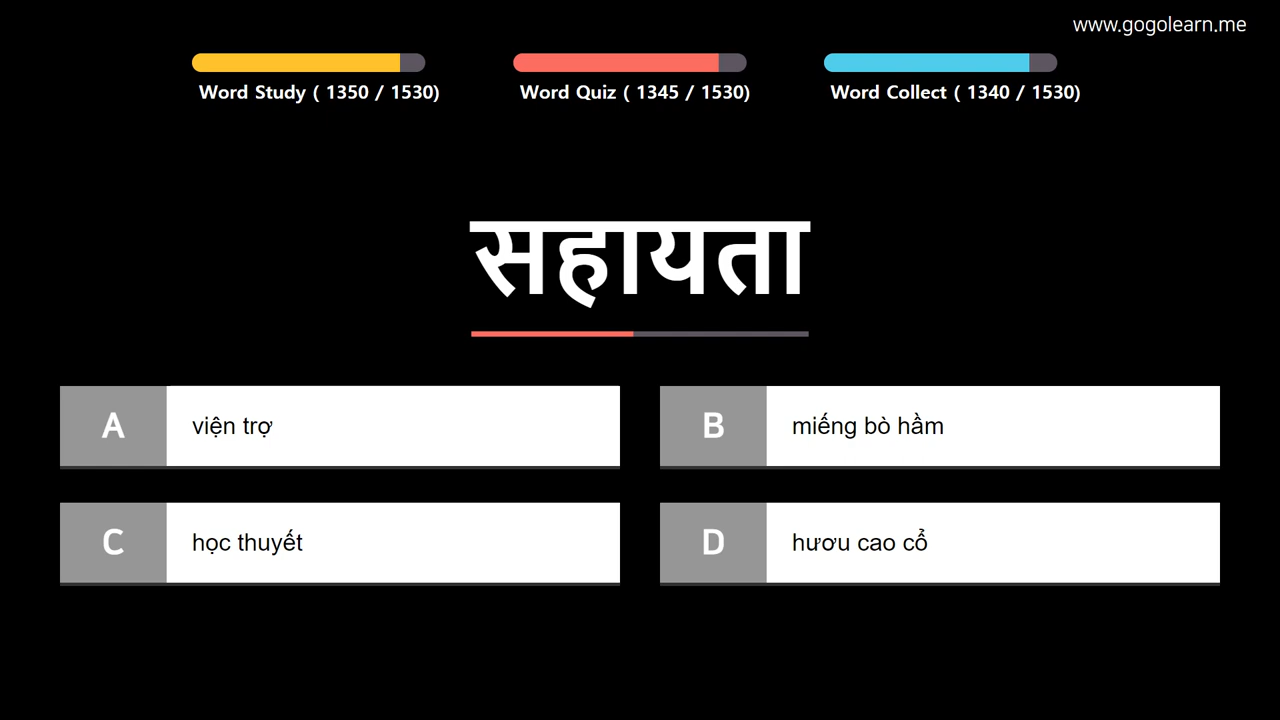 www.gogolearn.me
Word Study ( 1350 / 1530)
Word Quiz ( 1345 / 1530)
Word Collect ( 1340 / 1530)
सहायता
A viện trợ
B miếng bò hầm
C học thuyết
D hươu cao cổ